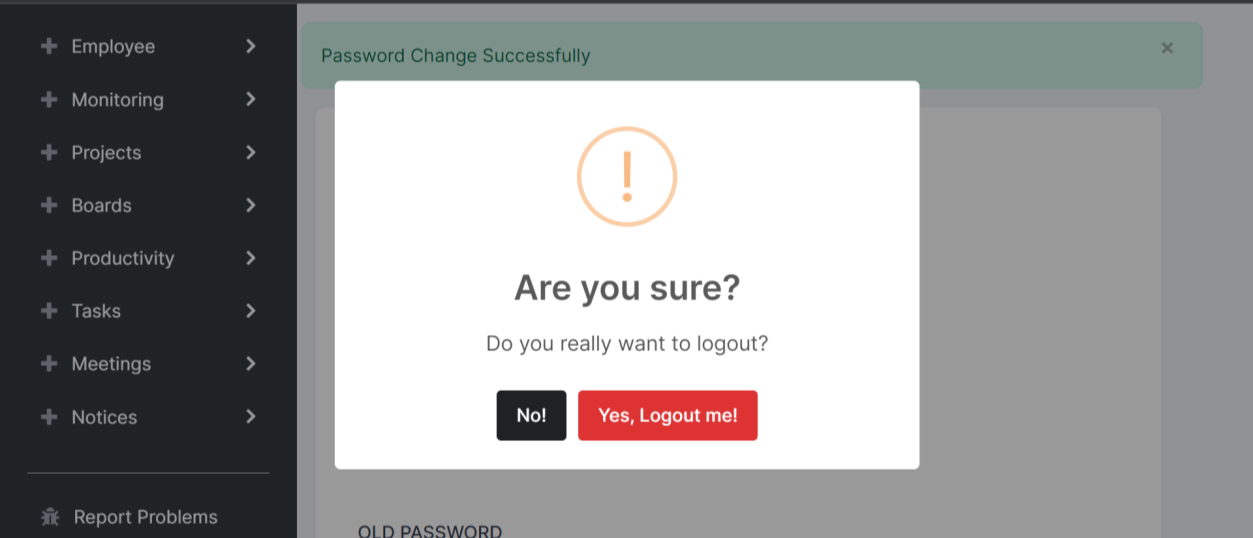 Employee
Monitoring
Projects
Boards
Productivity
Tasks
Meetings
Notices
Report Problems
Password Change Successfully
×
Are you sure?
Do you really want to logout?
No!
Yes, Logout me!
OLD PASSWORD